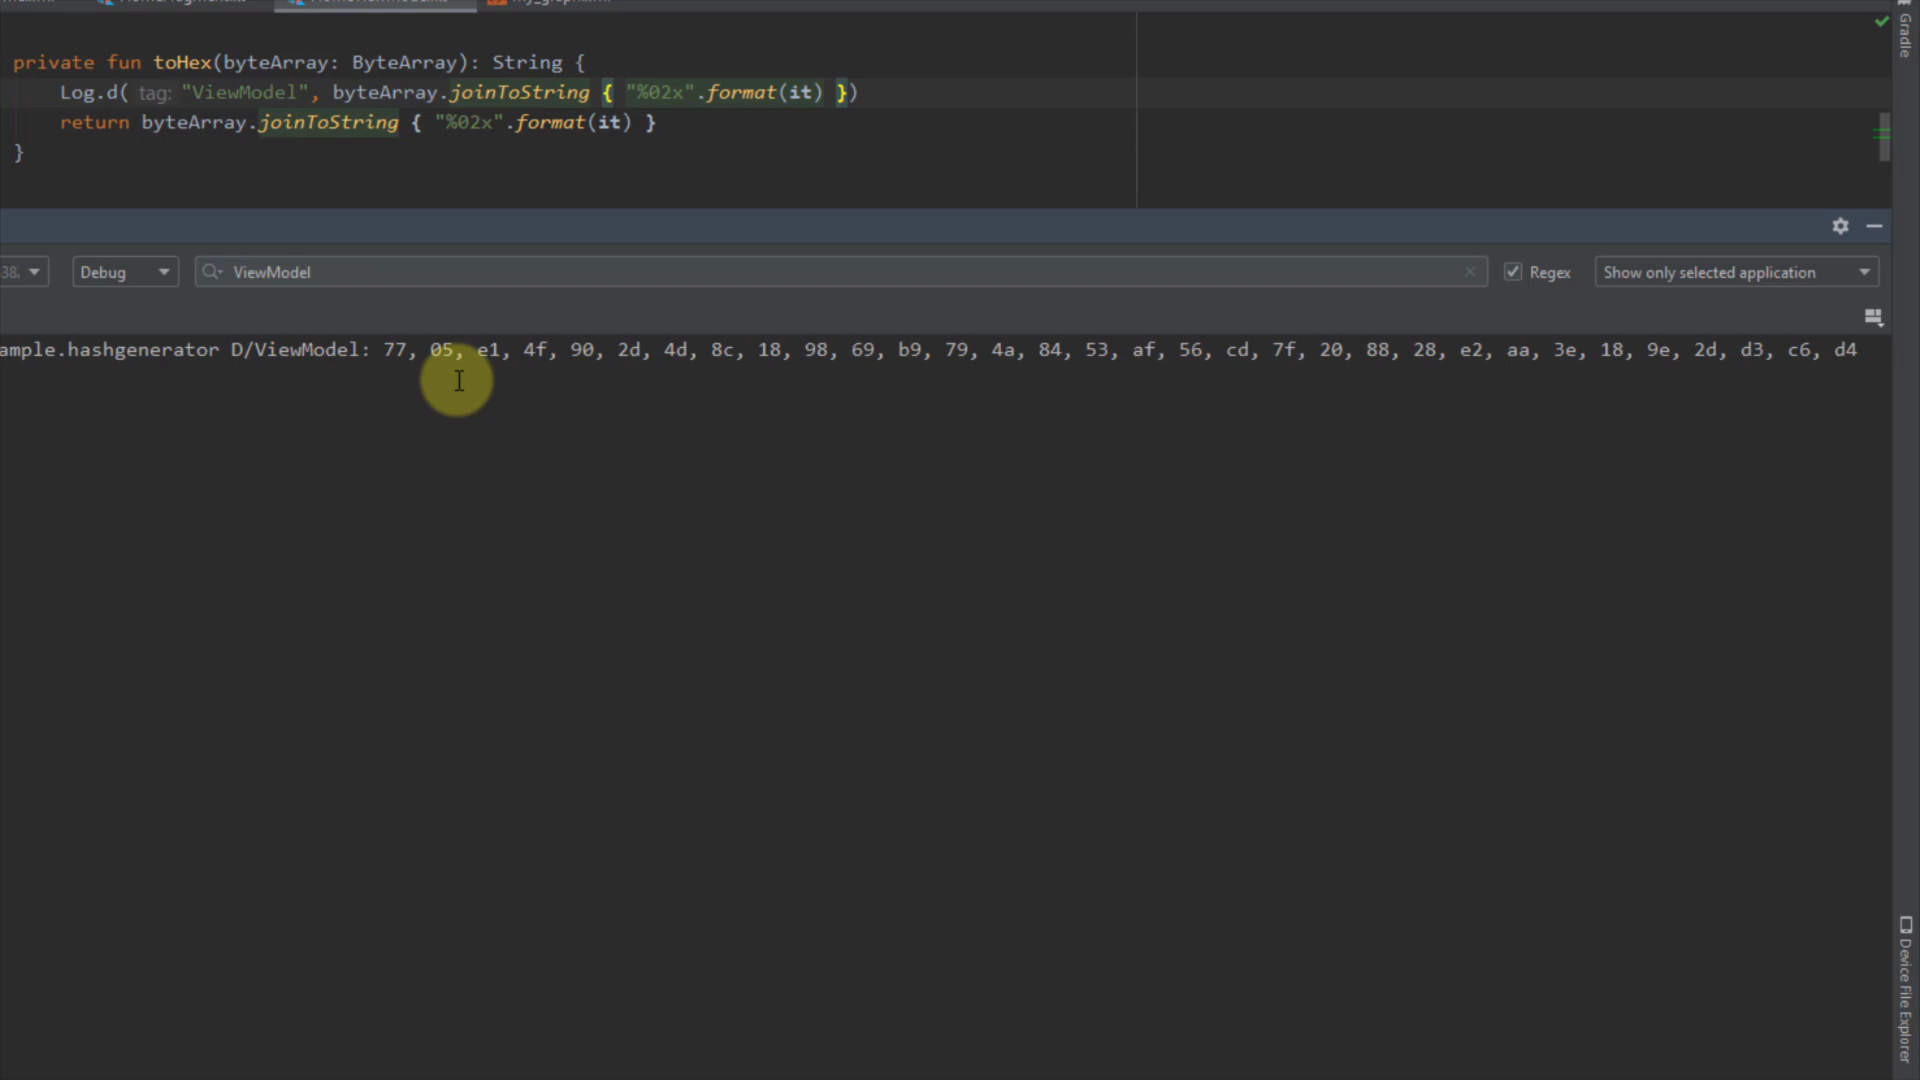 private fun toHex(byteArray: ByteArray): String {
Log.d( tag: "ViewModel", byteArray.joinToString { "%02x".format(it) })
return byteArray.joinToString { "%02x".format(it) }
}
Gradle
38%
Debug
ViewModel
Regex
Show only selected application
ample.hashgenerator D/ViewModel: 77, 05, e1, 4f, 90, 2d, 4d, 8c, 18, 98, 69, b9, 79, 4a, 84, 53, af, 56, cd, 7f, 20, 88, 28, e2, aa, 3e, 18, 9e, 2d, d3, c6, d4
Device File Explorer